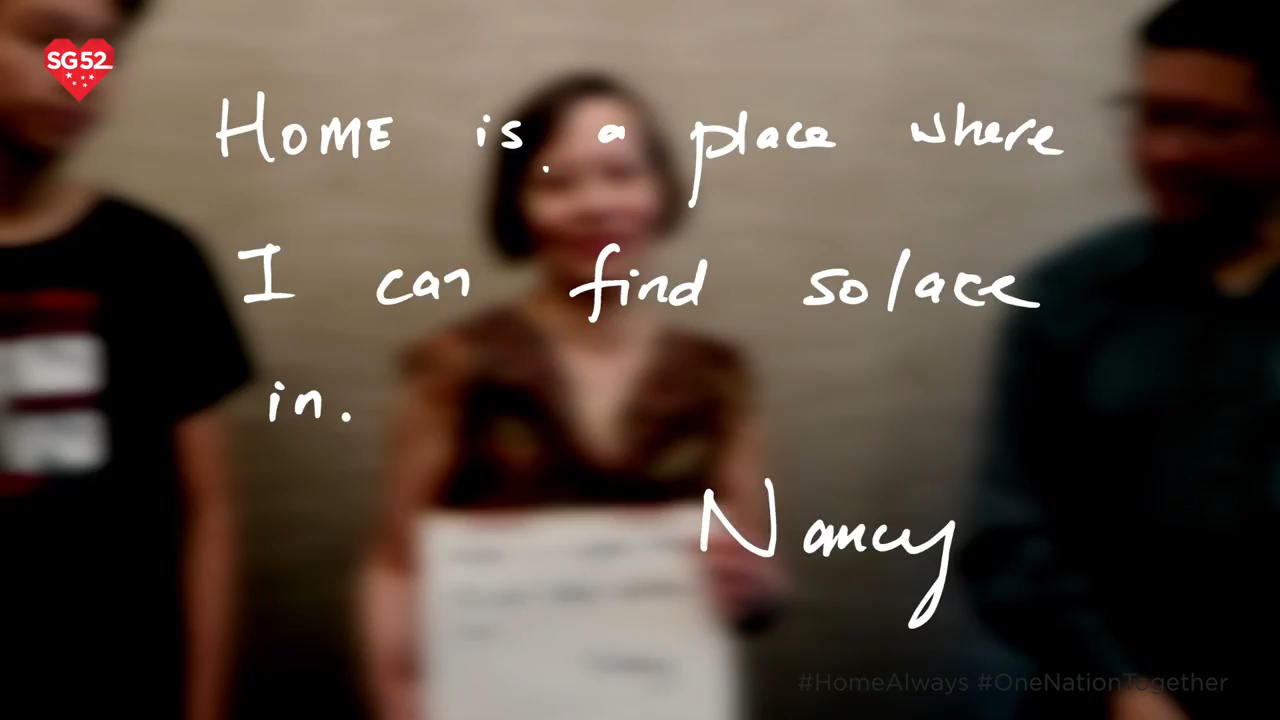 SG52
HOME is a place where
I can find solace
in.
Nancy
#HomeAlways #OneNationTogether